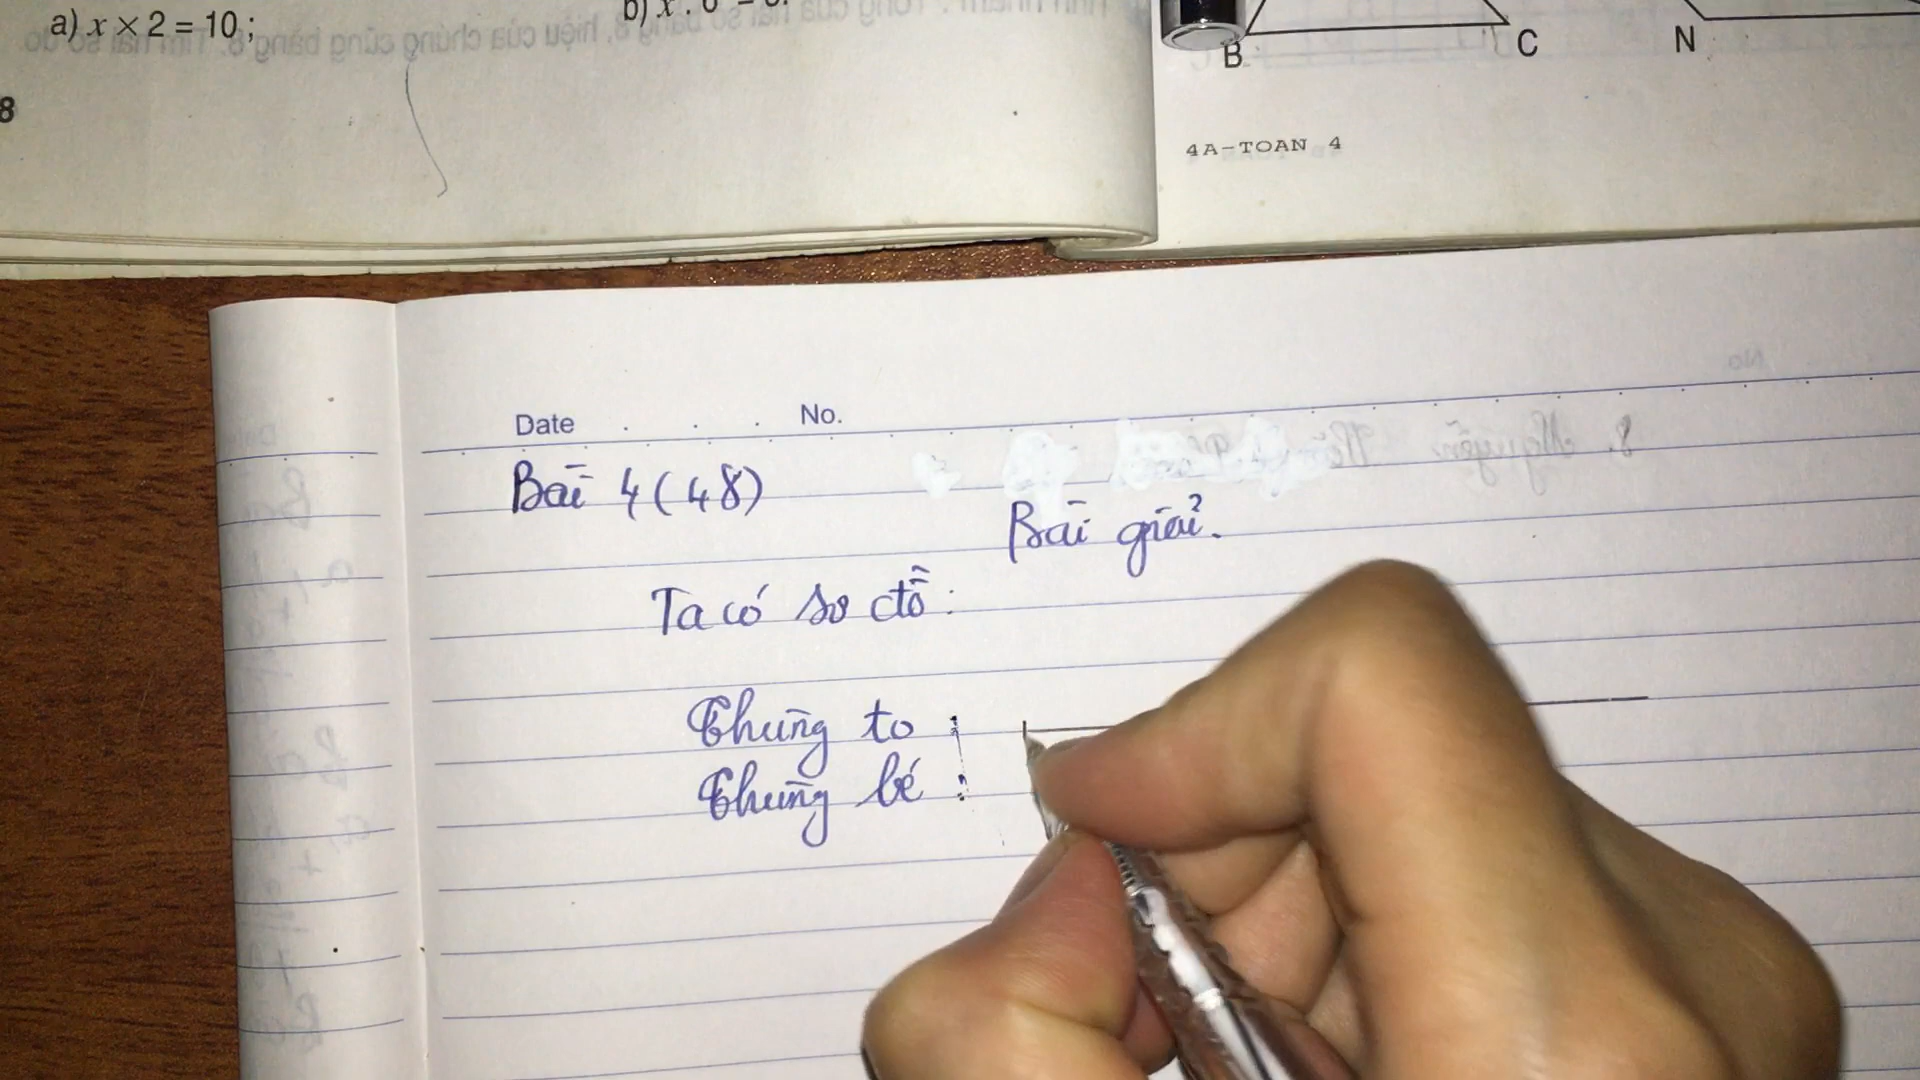 a) x × 2 = 10 ;
8
B
C
N
4A-TOAN 4
Date No.
Bài 4 (48)
Bài giải.
Ta có sơ đồ:
Thùng to :
Thùng bé :